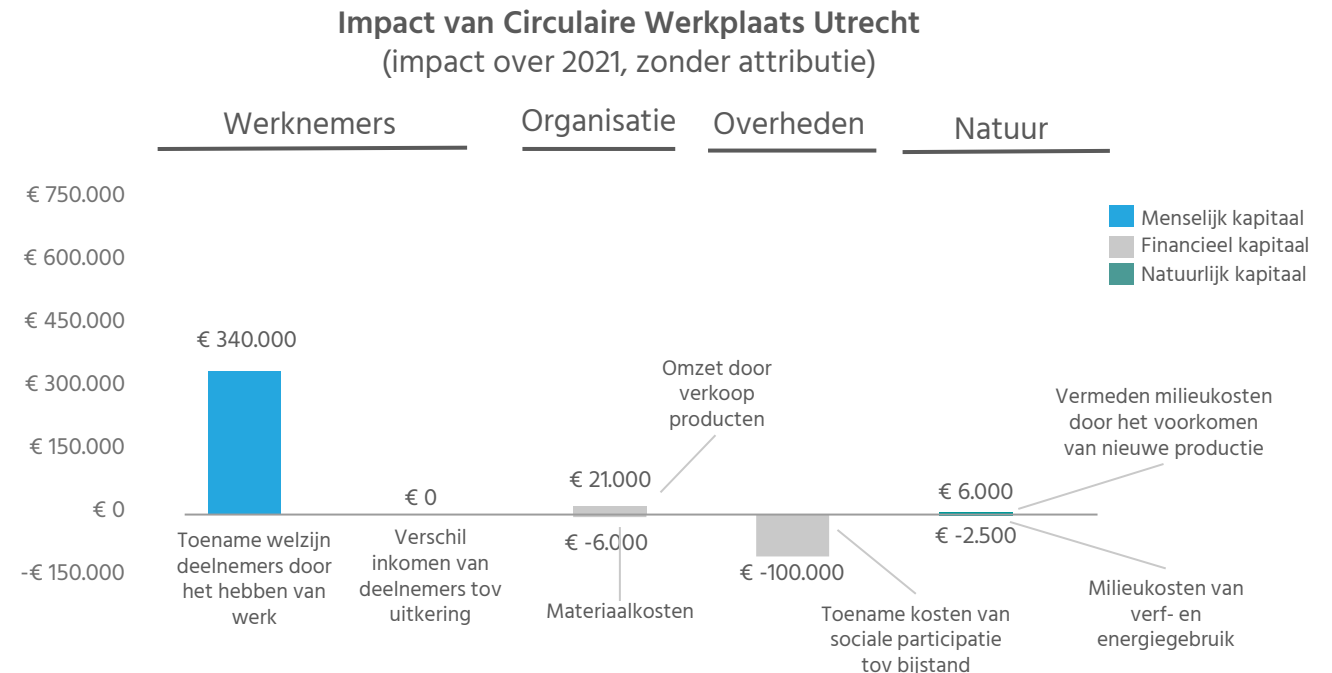 Impact van Circulaire Werkplaats Utrecht
(impact over 2021, zonder attributie)
Werknemers
Organisatie
Overheden
Natuur
€ 750.000
€ 600.000
€ 450.000
€ 300.000
€ 150.000
€ 0
-€ 150.000
Menselijk kapitaal
Financieel kapitaal
Natuurlijk kapitaal
€ 340.000
Toename welzijn
deelnemers door
het hebben van
werk
€ 0
Verschil
inkomen van
deelnemers tov
uitkering
Omzet door
verkoop
producten
€ 21.000
€ -6.000
Materiaalkosten
€ -100.000
Toename kosten van
sociale participatie
tov bijstand
Vermeden milieukosten
door het voorkomen
van nieuwe productie
€ 6.000
€ -2.500
Milieukosten van
verf- en
energiegebruik